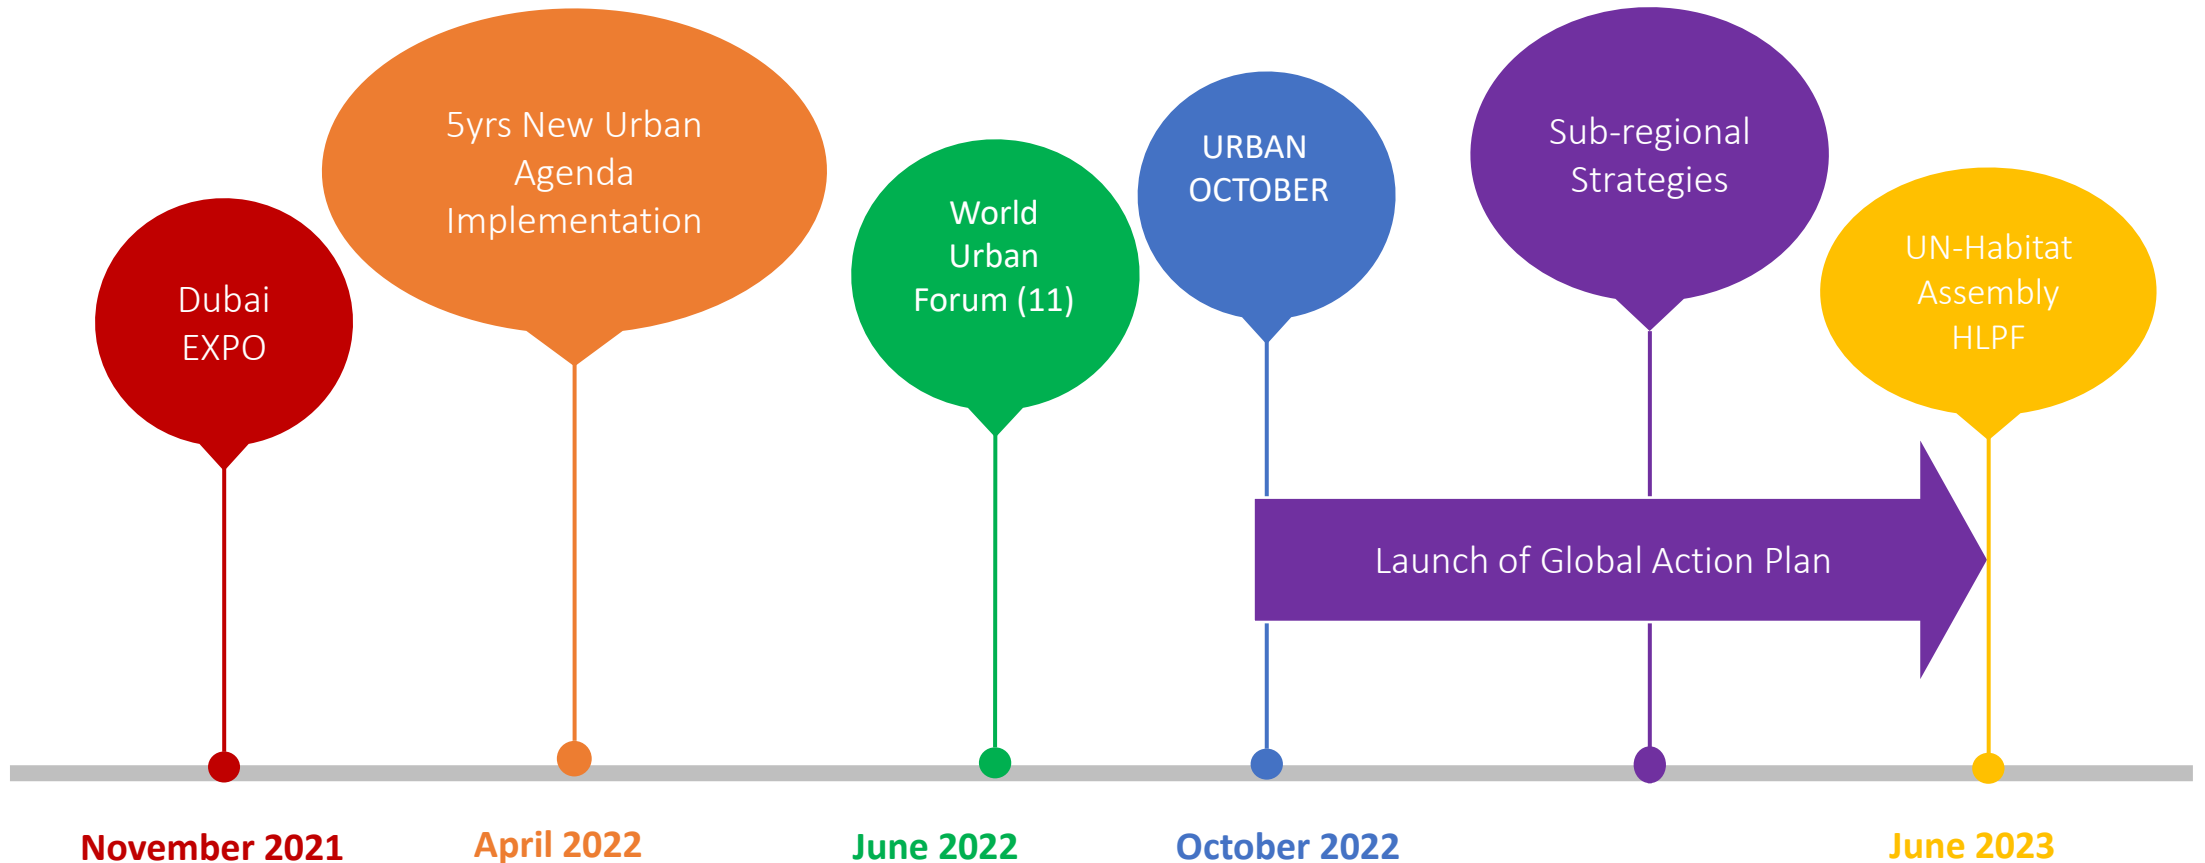 Dubai
EXPO
5yrs New Urban
Agenda
Implementation
World
Urban
Forum (11)
URBAN
OCTOBER
Sub-regional
Strategies
UN-Habitat
Assembly
HLPF
Launch of Global Action Plan
November 2021
April 2022
June 2022
October 2022
June 2023